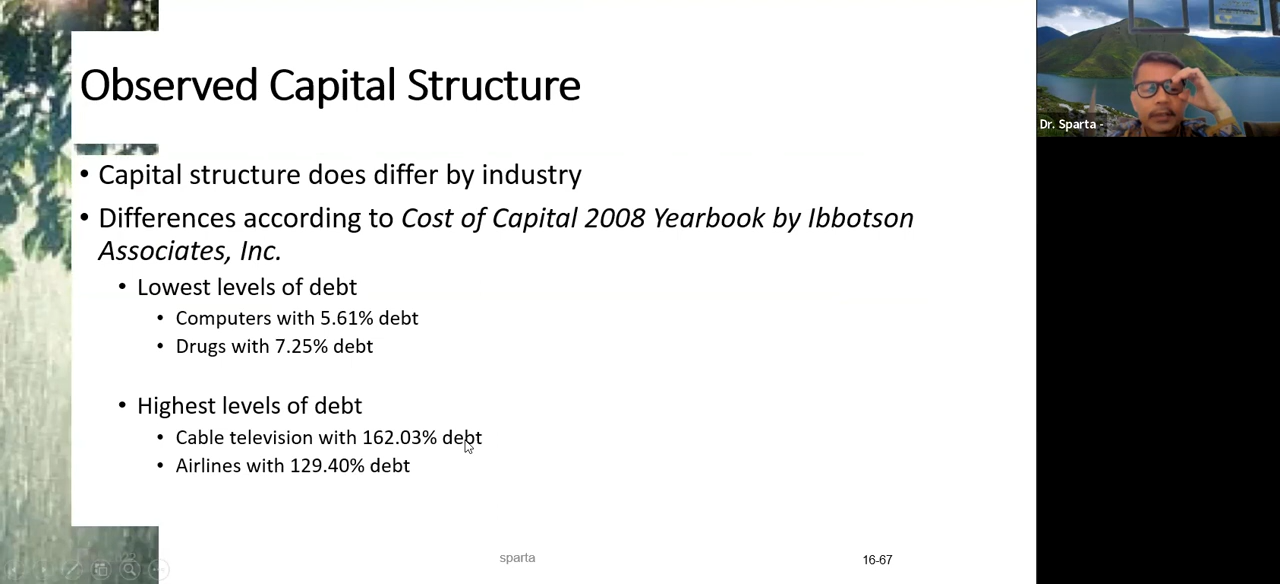 Observed Capital Structure
• Capital structure does differ by industry
• Differences according to Cost of Capital 2008 Yearbook by Ibbotson
Associates, Inc.
• Lowest levels of debt
• Computers with 5.61% debt
• Drugs with 7.25% debt
• Highest levels of debt
• Cable television with 162.03% debt
• Airlines with 129.40% debt
sparta
16-67
Dr. Sparta -